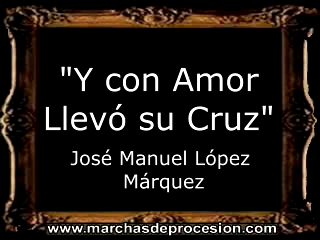 "Y con Amor
Llevó su Cruz"
José Manuel López
Márquez
www.marchasdeprocesion.com